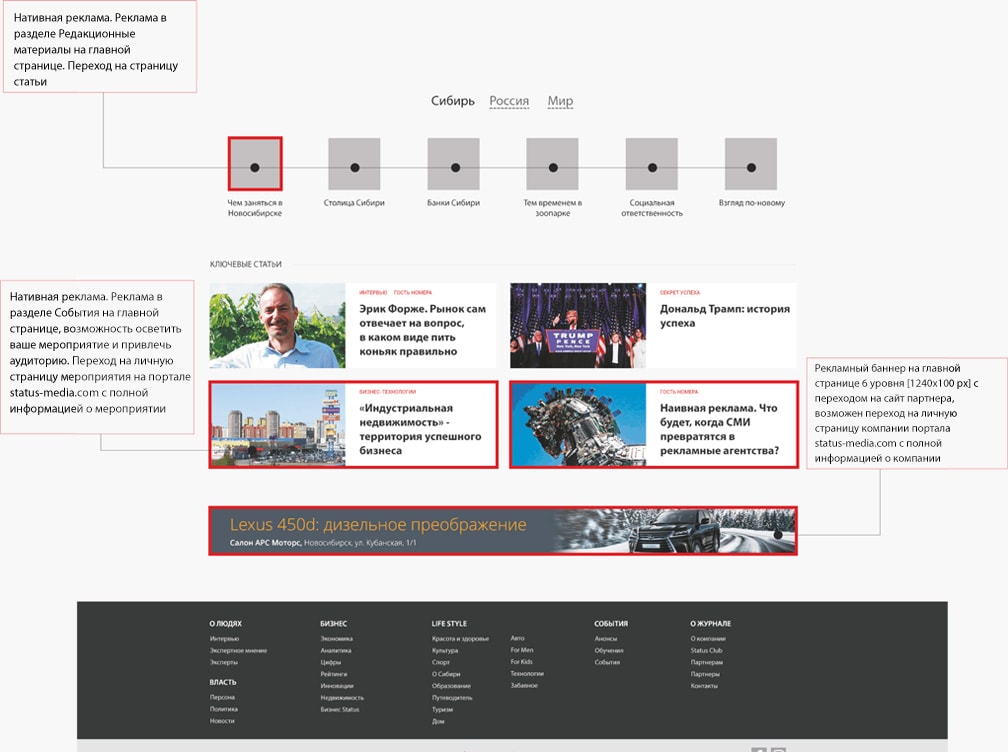 Нативная реклама. Реклама в
разделе Редакционные
материалы на главной
странице. Переход на страницу
статьи
Сибирь Россия Мир
Чем заняться в
Новосибирске
Столица Сибири
Банки Сибири
Тем временем в
зоопарке
Социальная
ответственность
Взгляд по-новому
КЛЮЧЕВЫЕ СТАТЬИ
Нативная реклама. Реклама в
разделе События на главной
странице, возможность осветить
ваше мероприятие и привлечь
аудиторию. Переход на личную
страницу мероприятия на портале
status-media.com с полной
информацией о мероприятии
ИНТЕРВЬЮ ГОСТЬ НОМЕРА
Эрик Форже. Рынок сам
отвечает на вопрос,
в каком виде пить
коньяк правильно
TRUMP
PENCE
СЕКРЕТ УСПЕХА
Дональд Трамп: история
успеха
БИЗНЕС-ТЕХНОЛОГИИ
«Индустриальная
недвижимость» -
территория успешного
бизнеса
ГОСТЬ НОМЕРА
Наивная реклама. Что
будет, когда СМИ
превратятся в
рекламные агентства?
Рекламный баннер на главной
странице 6 уровня [1240х100 px] с
переходом на сайт партнера,
возможен переход на личную
страницу компании портала
status-media.com с полной
информацией о компании
Lexus 450d: дизельное преображение
Салон АРС Моторс, Новосибирск, ул. Кубанская, 1/1
О ЛЮДЯХ
Интервью
Экспертное мнение
Эксперты
ВЛАСТЬ
Персона
Политика
Новости
БИЗНЕС
Экономика
Аналитика
Цифры
Рейтинги
Инновации
Недвижимость
Бизнес Status
LIFE STYLE
Красота и здоровье
Культура
Спорт
О Сибири
Образование
Путеводитель
Туризм
Дом
Авто
For Men
For Kids
Технологии
Забавное
СОБЫТИЯ
Анонсы
Обучения
События
О ЖУРНАЛЕ
О компании
Status Club
Партнерам
Партнеры
Контакты